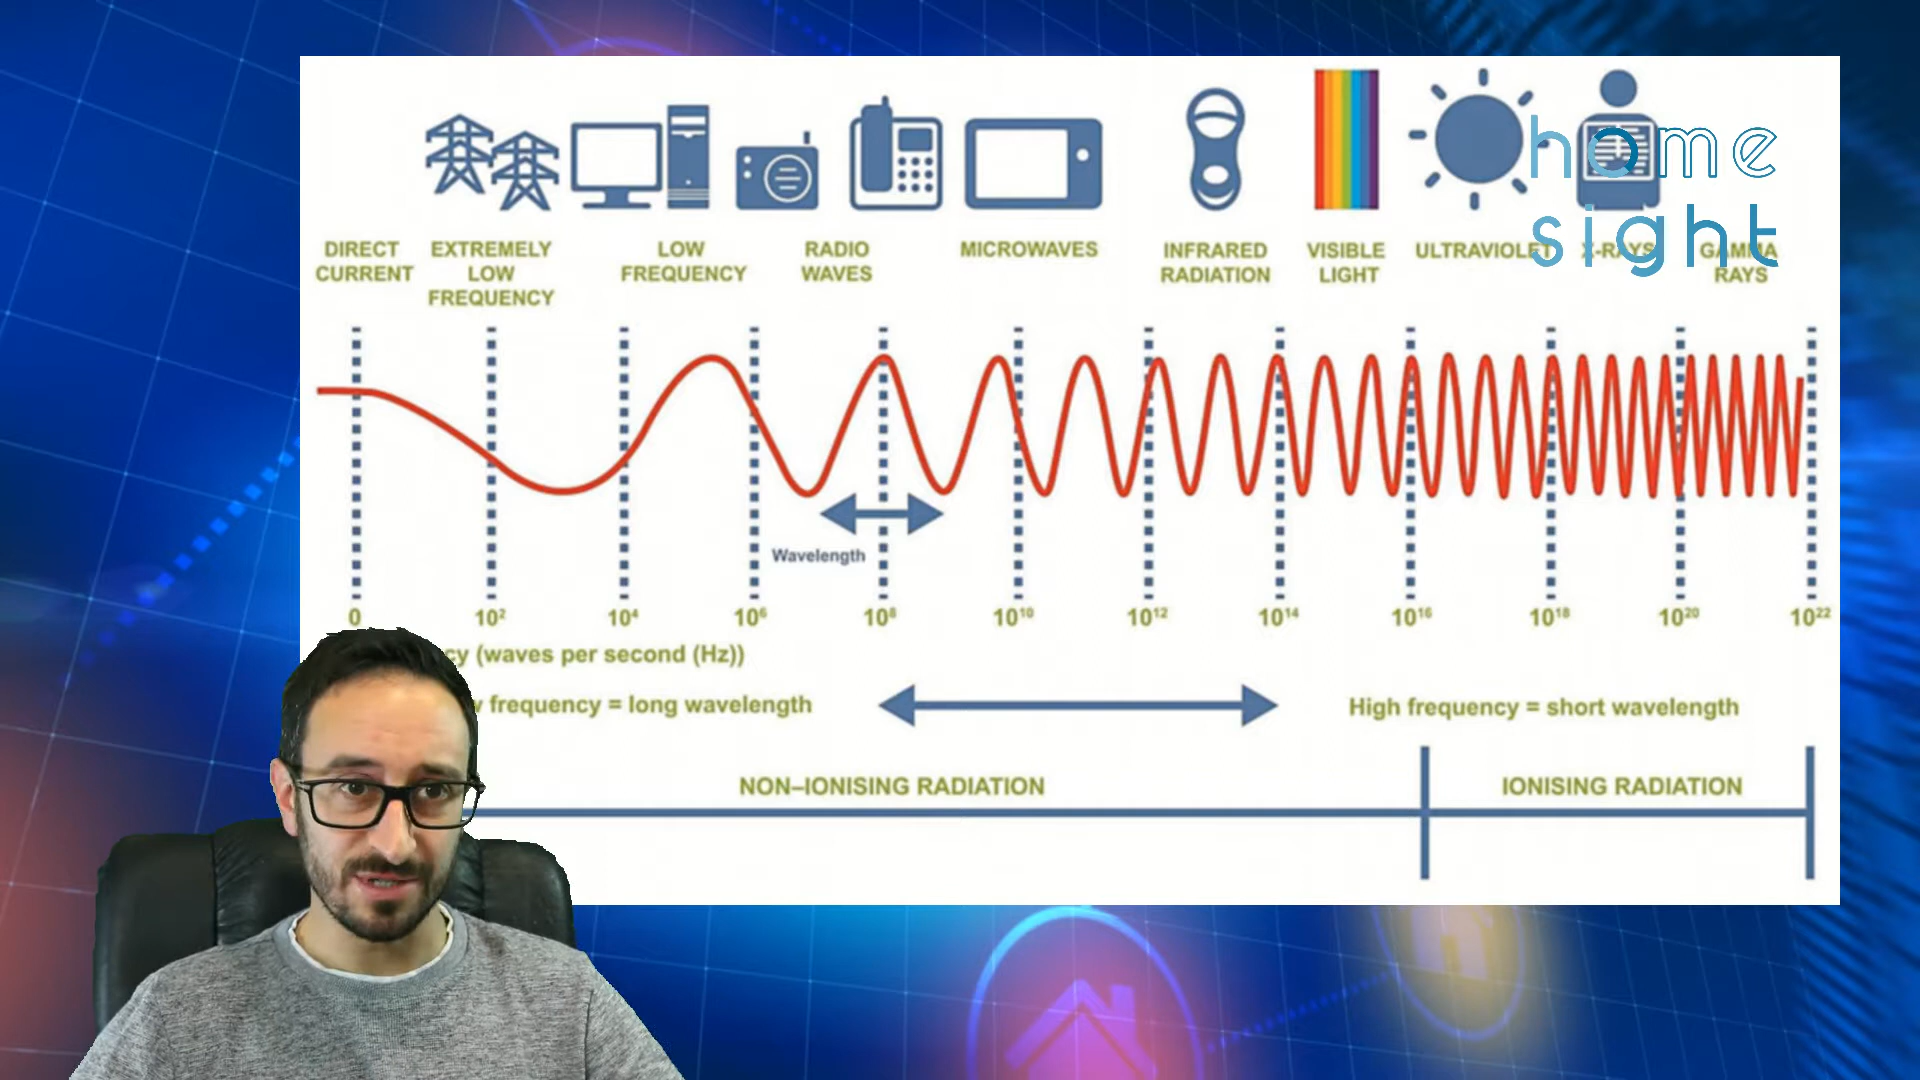 home
sight
DIRECT
CURRENT
EXTREMELY
LOW
FREQUENCY
LOW
FREQUENCY
RADIO
WAVES
MICROWAVES
INFRARED
RADIATION
VISIBLE
LIGHT
ULTRAVIOLET
X-RAYS
GAMMA
RAYS
Wavelength
0 10² 10⁴ 10⁶ 10⁸ 10¹⁰ 10¹² 10¹⁴ 10¹⁶ 10¹⁸ 10²⁰ 10²²
cy (waves per second (Hz))
frequency = long wavelength
High frequency = short wavelength
NON–IONISING RADIATION
IONISING RADIATION